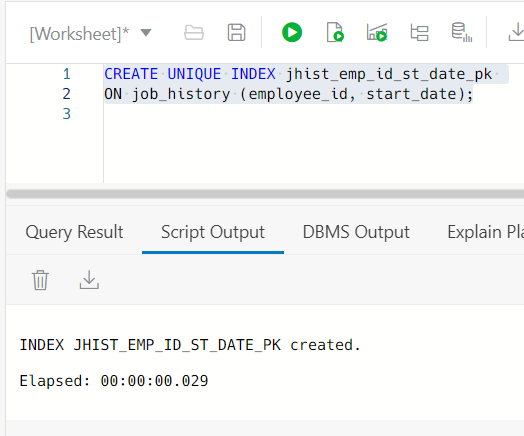 [Worksheet]*
1 CREATE UNIQUE INDEX jhist_emp_id_st_date_pk
2 ON job_history (employee_id, start_date);
3
Query Result Script Output DBMS Output Explain Pla
INDEX JHIST_EMP_ID_ST_DATE_PK created.
Elapsed: 00:00:00.029